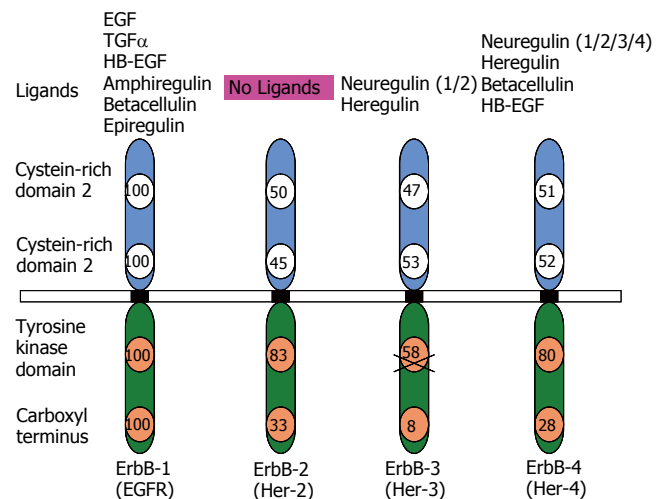 EGF
TGFα
HB-EGF
Amphiregulin
Betacellulin
Epiregulin
Ligands
No Ligands
Neuregulin (1/2)
Heregulin
Neuregulin (1/2/3/4)
Heregulin
Betacellulin
HB-EGF
Cystein-rich
domain 2
100
50
47
51
Cystein-rich
domain 2
100
45
53
52
Tyrosine
kinase
domain
100
83
58
80
Carboxyl
terminus
100
33
8
28
ErbB-1
(EGFR)
ErbB-2
(Her-2)
ErbB-3
(Her-3)
ErbB-4
(Her-4)